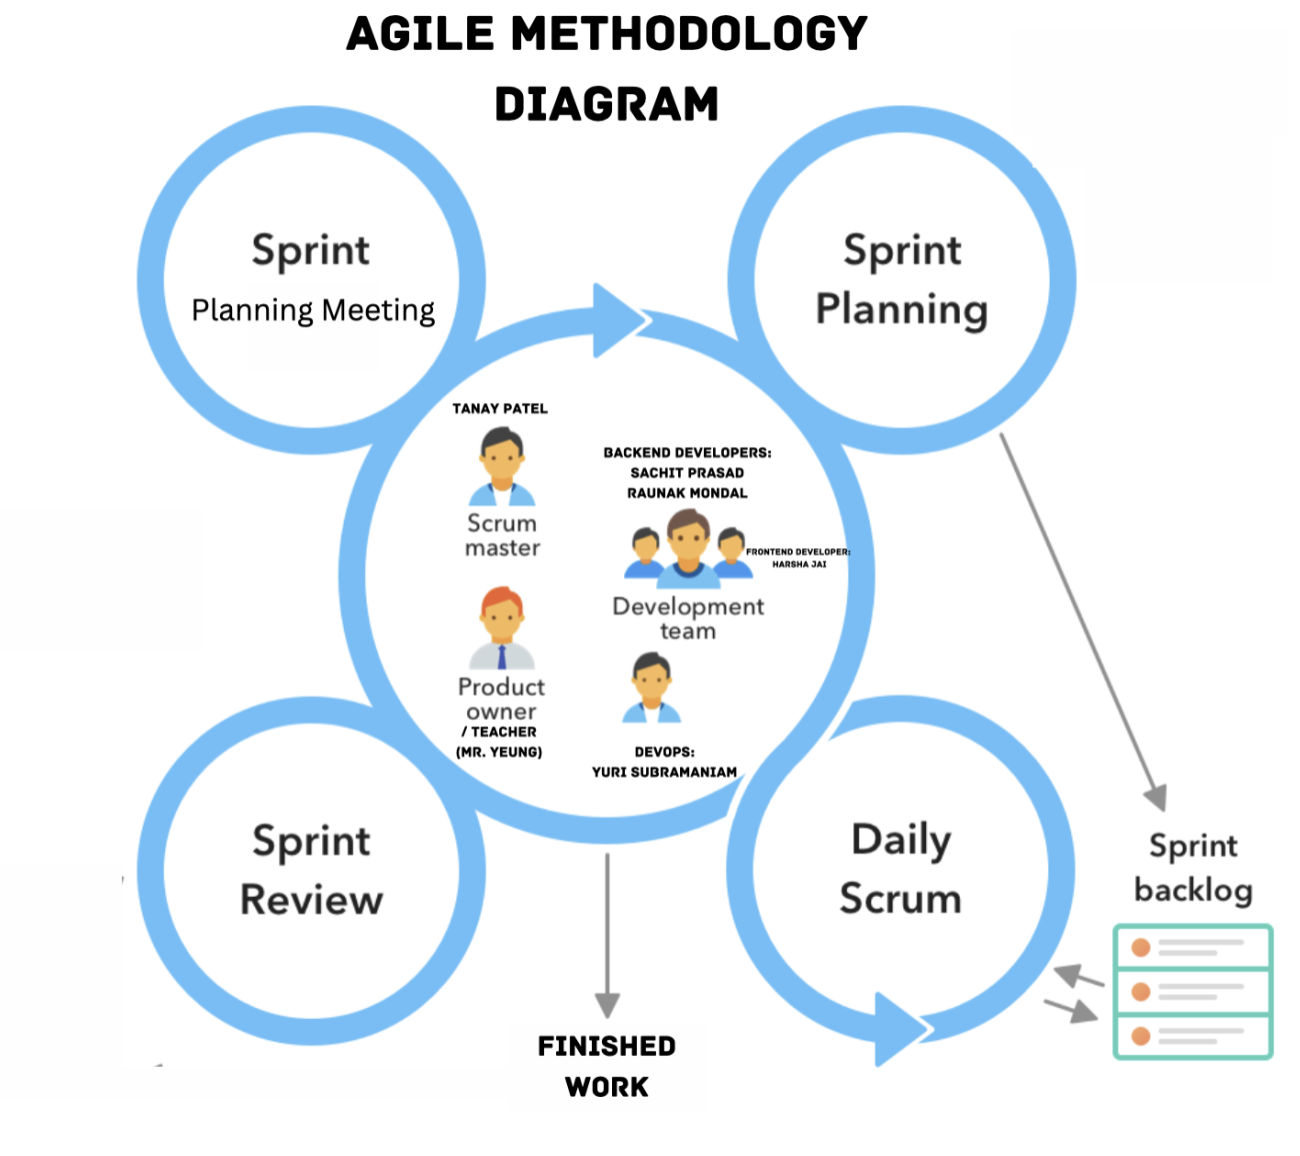 AGILE METHODOLOGY
DIAGRAM
Sprint
Planning Meeting
Sprint
Planning
TANAY PATEL
Scrum
master
BACKEND DEVELOPERS:
SACHIT PRASAD
RAUNAK MONDAL
FRONTEND DEVELOPER:
HARSHA JAI
Development
team
Product
owner
/ TEACHER
(MR. YEUNG)
DEVOPS:
YURI SUBRAMANIAM
Sprint
Review
Daily
Scrum
Sprint
backlog
FINISHED
WORK